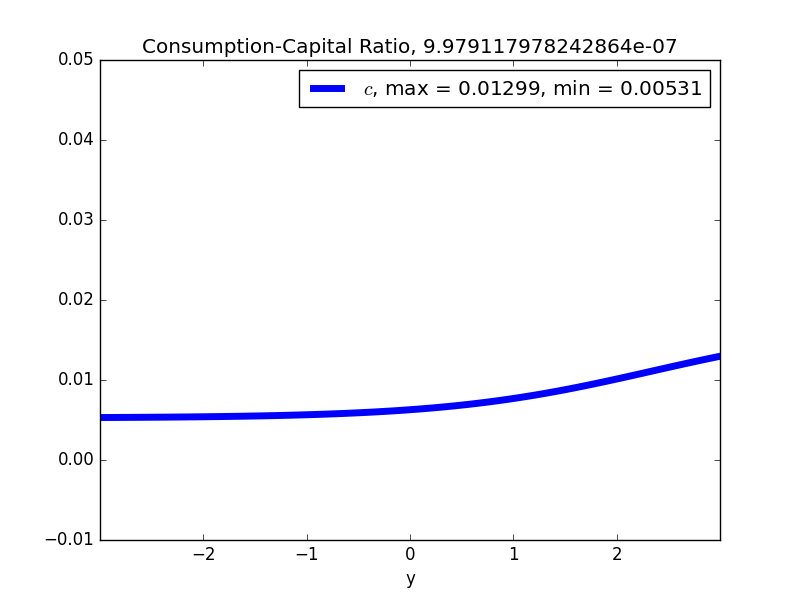 Consumption-Capital Ratio, 9.979117978242864e-07
c, max = 0.01299, min = 0.00531
0.05
0.04
0.03
0.02
0.01
0.00
−0.01
−2 −1 0 1 2
y